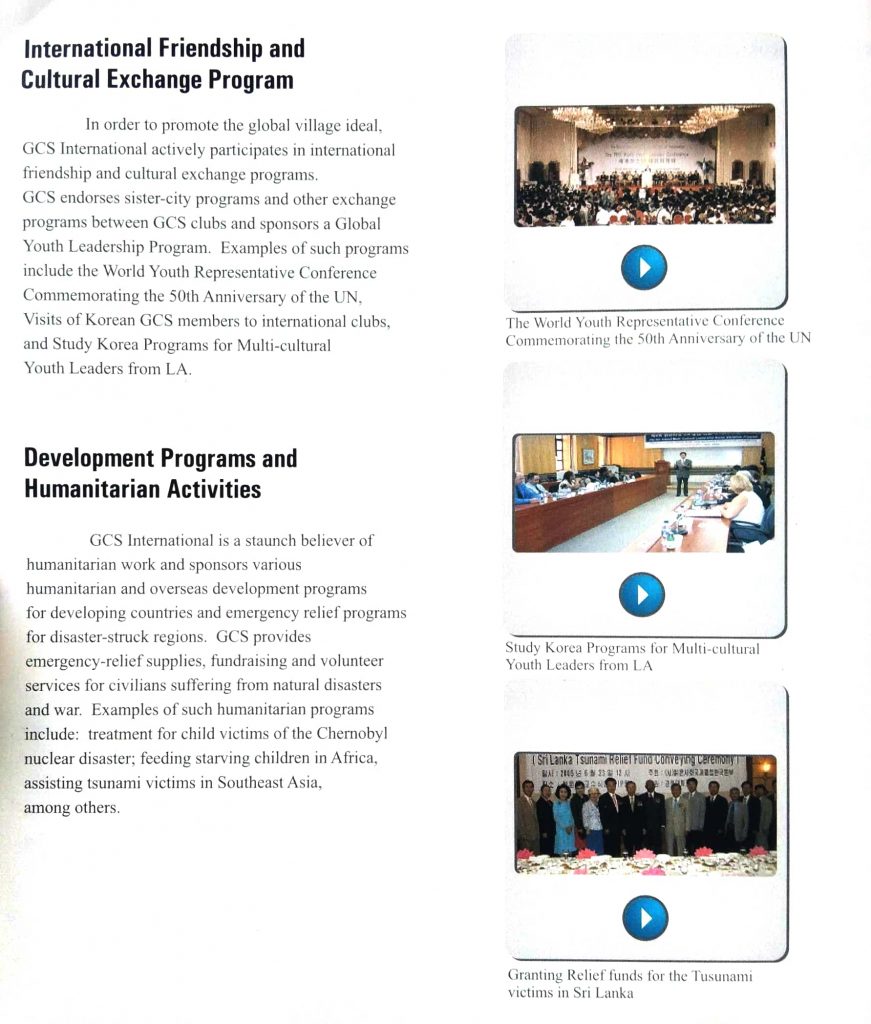 International Friendship and
Cultural Exchange Program
In order to promote the global village ideal,
GCS International actively participates in international
friendship and cultural exchange programs.
GCS endorses sister-city programs and other exchange
programs between GCS clubs and sponsors a Global
Youth Leadership Program. Examples of such programs
include the World Youth Representative Conference
Commemorating the 50th Anniversary of the UN,
Visits of Korean GCS members to international clubs,
and Study Korea Programs for Multi-cultural
Youth Leaders from LA.
Development Programs and
Humanitarian Activities
GCS International is a staunch believer of
humanitarian work and sponsors various
humanitarian and overseas development programs
for developing countries and emergency relief programs
for disaster-struck regions. GCS provides
emergency-relief supplies, fundraising and volunteer
services for civilians suffering from natural disasters
and war. Examples of such humanitarian programs
include: treatment for child victims of the Chernobyl
nuclear disaster; feeding starving children in Africa,
assisting tsunami victims in Southeast Asia,
among others.
The World Youth Representative Conference
Commemorating the 50th Anniversary of the UN
Study Korea Programs for Multi-cultural
Youth Leaders from LA
( Sri Lanka Tsunami Relief Fund Conveying Ceremony )
Granting Relief funds for the Tusunami
victims in Sri Lanka